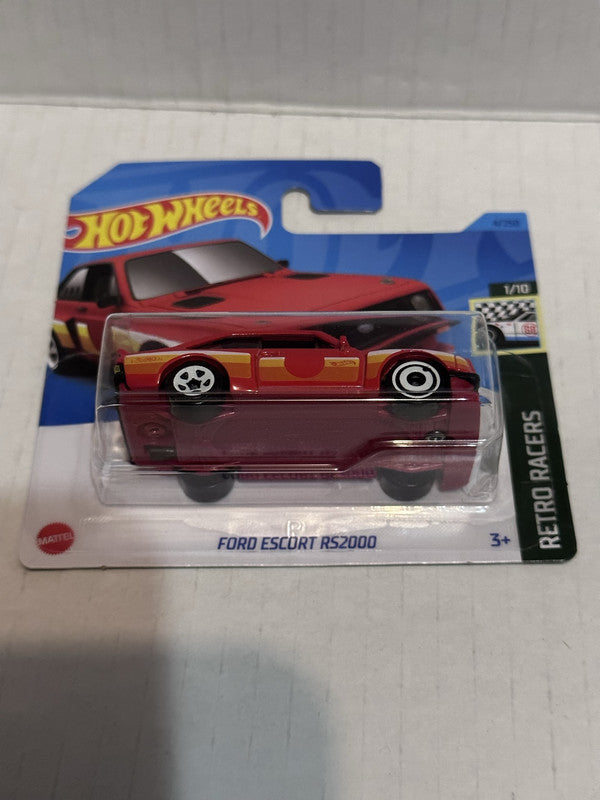 HOT WHEELS
1/10
FORD ESCORT RS2000
3+
MATTEL
RETRO RACERS